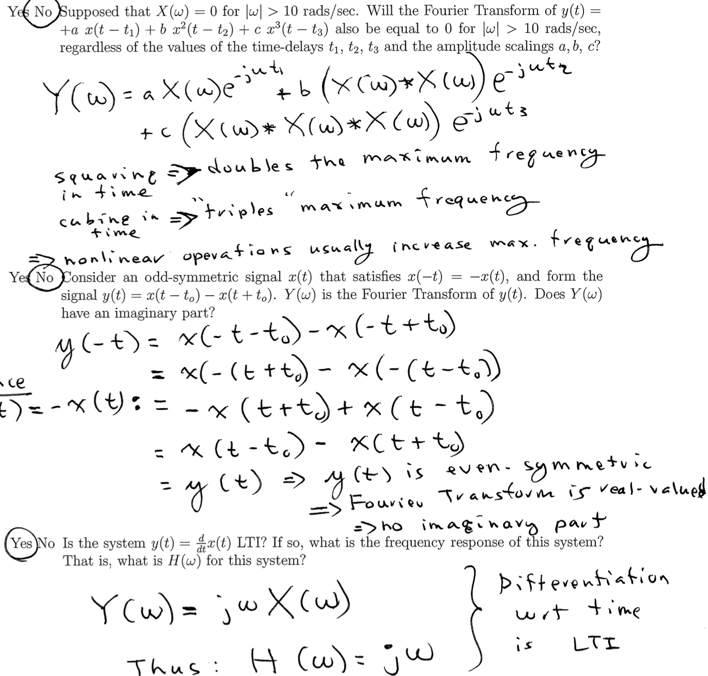 Yes No Supposed that X(ω) = 0 for |ω| > 10 rads/sec. Will the Fourier Transform of y(t) =
+a x(t − t₁) + b x²(t − t₂) + c x³(t − t₃) also be equal to 0 for |ω| > 10 rads/sec,
regardless of the values of the time-delays t₁, t₂, t₃ and the amplitude scalings a, b, c?
Y(ω) = a X(ω)e^-jωt₁ + b (X(ω)*X(ω)) e^-jωt₂
+ c (X(ω)* X(ω)*X(ω)) e^-jωt₃
squaring in time => doubles the maximum frequency
cubing in time => "triples" maximum frequency
=> nonlinear operations usually increase max. frequency
Yes No Consider an odd-symmetric signal x(t) that satisfies x(−t) = −x(t), and form the
signal y(t) = x(t − tₒ) − x(t + tₒ). Y(ω) is the Fourier Transform of y(t). Does Y(ω)
have an imaginary part?
y(-t) = x(-t-t₀) - x(-t+t₀)
= x(-(t+t₀) - x(-(t-t₀))
nce
t) = -x(t): = - x (t+t₀) + x (t - t₀)
= x (t-t₀) - x(t+t₀)
= y(t) => y(t) is even-symmetric
=> Fourier Transform is real-valued
=> no imaginary part
Yes No Is the system y(t) = d/dt x(t) LTI? If so, what is the frequency response of this system?
That is, what is H(ω) for this system?
Y(ω) = jω X(ω)
Thus: H(ω) = jω
Differentiation
wrt time
is LTI